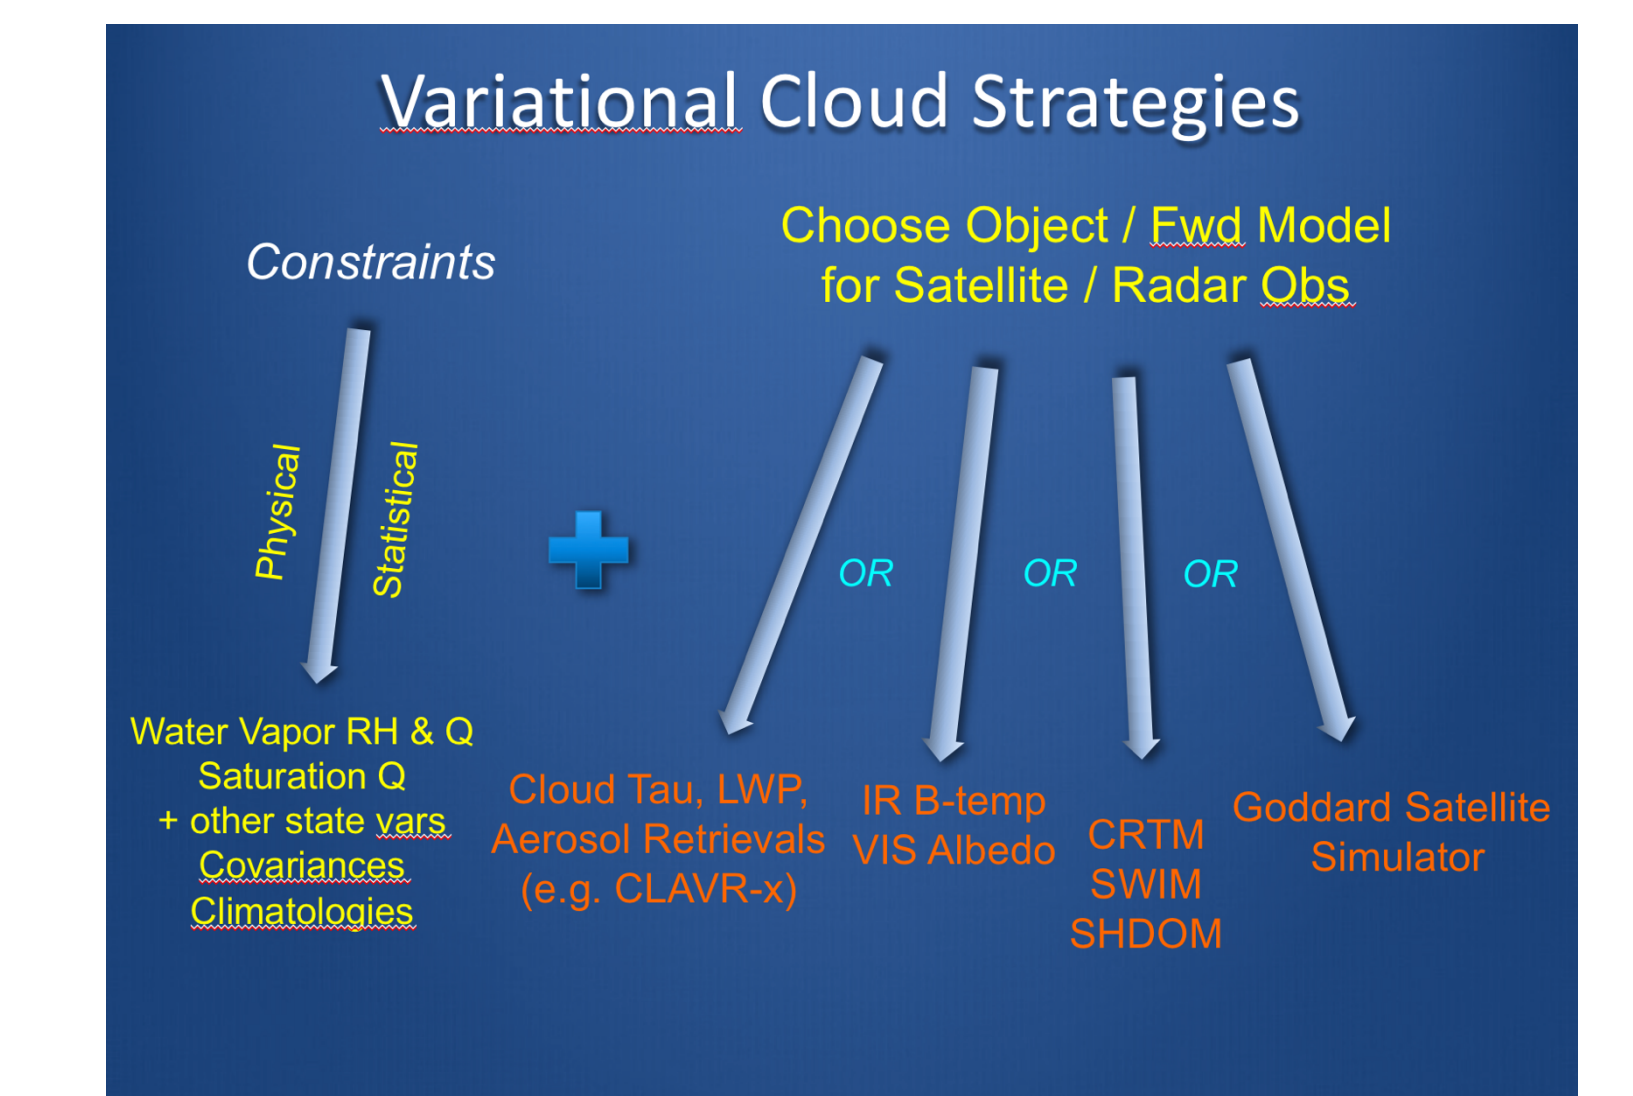 Variational Cloud Strategies
Constraints
Choose Object / Fwd Model
for Satellite / Radar Obs
Physical
Statistical
OR
OR
OR
Water Vapor RH & Q
Saturation Q
+ other state vars
Covariances
Climatologies
Cloud Tau, LWP,
Aerosol Retrievals
(e.g. CLAVR-x)
IR B-temp
VIS Albedo
CRTM
SWIM
SHDOM
Goddard Satellite
Simulator